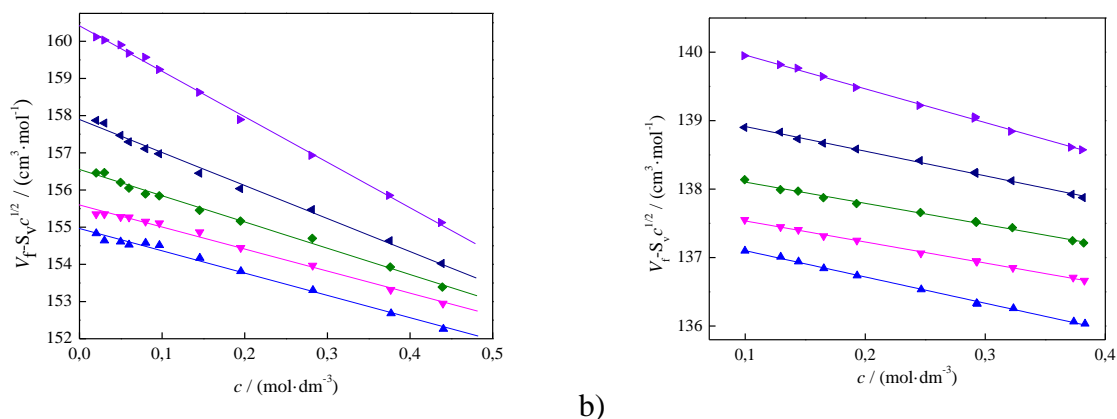 160
159
158
157
156
155
154
153
152
V_f-S_v c^{1/2} / (cm^3·mol^{-1})
0,0 0,1 0,2 0,3 0,4 0,5
c / (mol·dm^{-3})
b)
140
139
138
137
136
V_f-S_v c^{1/2} / (cm^3·mol^{-1})
0,1 0,2 0,3 0,4
c / (mol·dm^{-3})